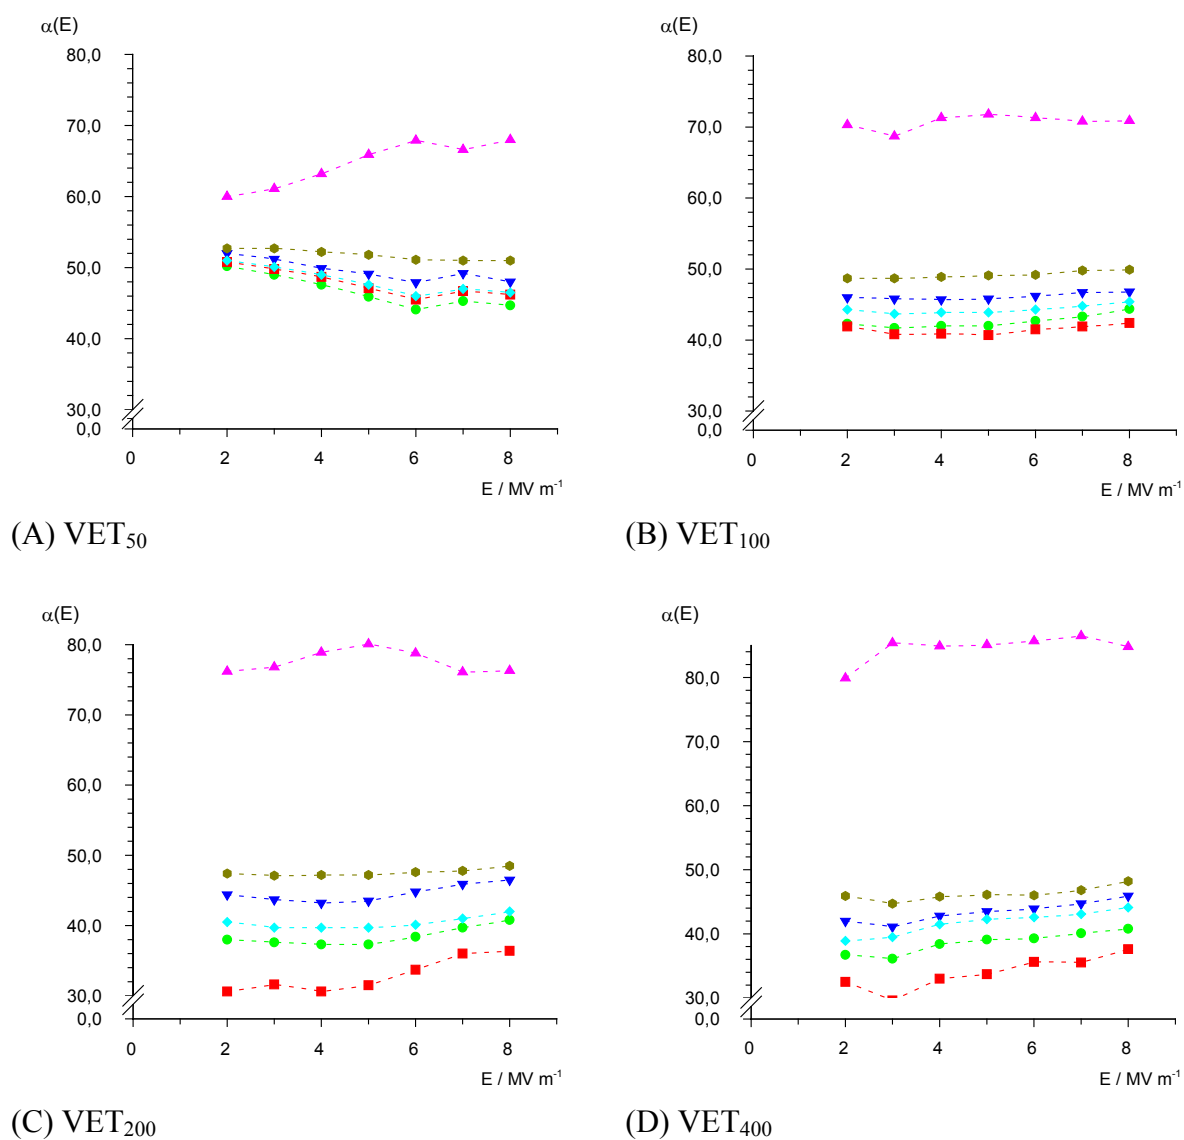 α(E)
80,0
70,0
60,0
50,0
40,0
30,0
0,0
0 2 4 6 8
E / MV m⁻¹
(A) VET₅₀
α(E)
80,0
70,0
60,0
50,0
40,0
30,0
0,0
0 2 4 6 8
E / MV m⁻¹
(B) VET₁₀₀
α(E)
80,0
70,0
60,0
50,0
40,0
30,0
0,0
0 2 4 6 8
E / MV m⁻¹
(C) VET₂₀₀
α(E)
80,0
70,0
60,0
50,0
40,0
30,0
0,0
0 2 4 6 8
E / MV m⁻¹
(D) VET₄₀₀